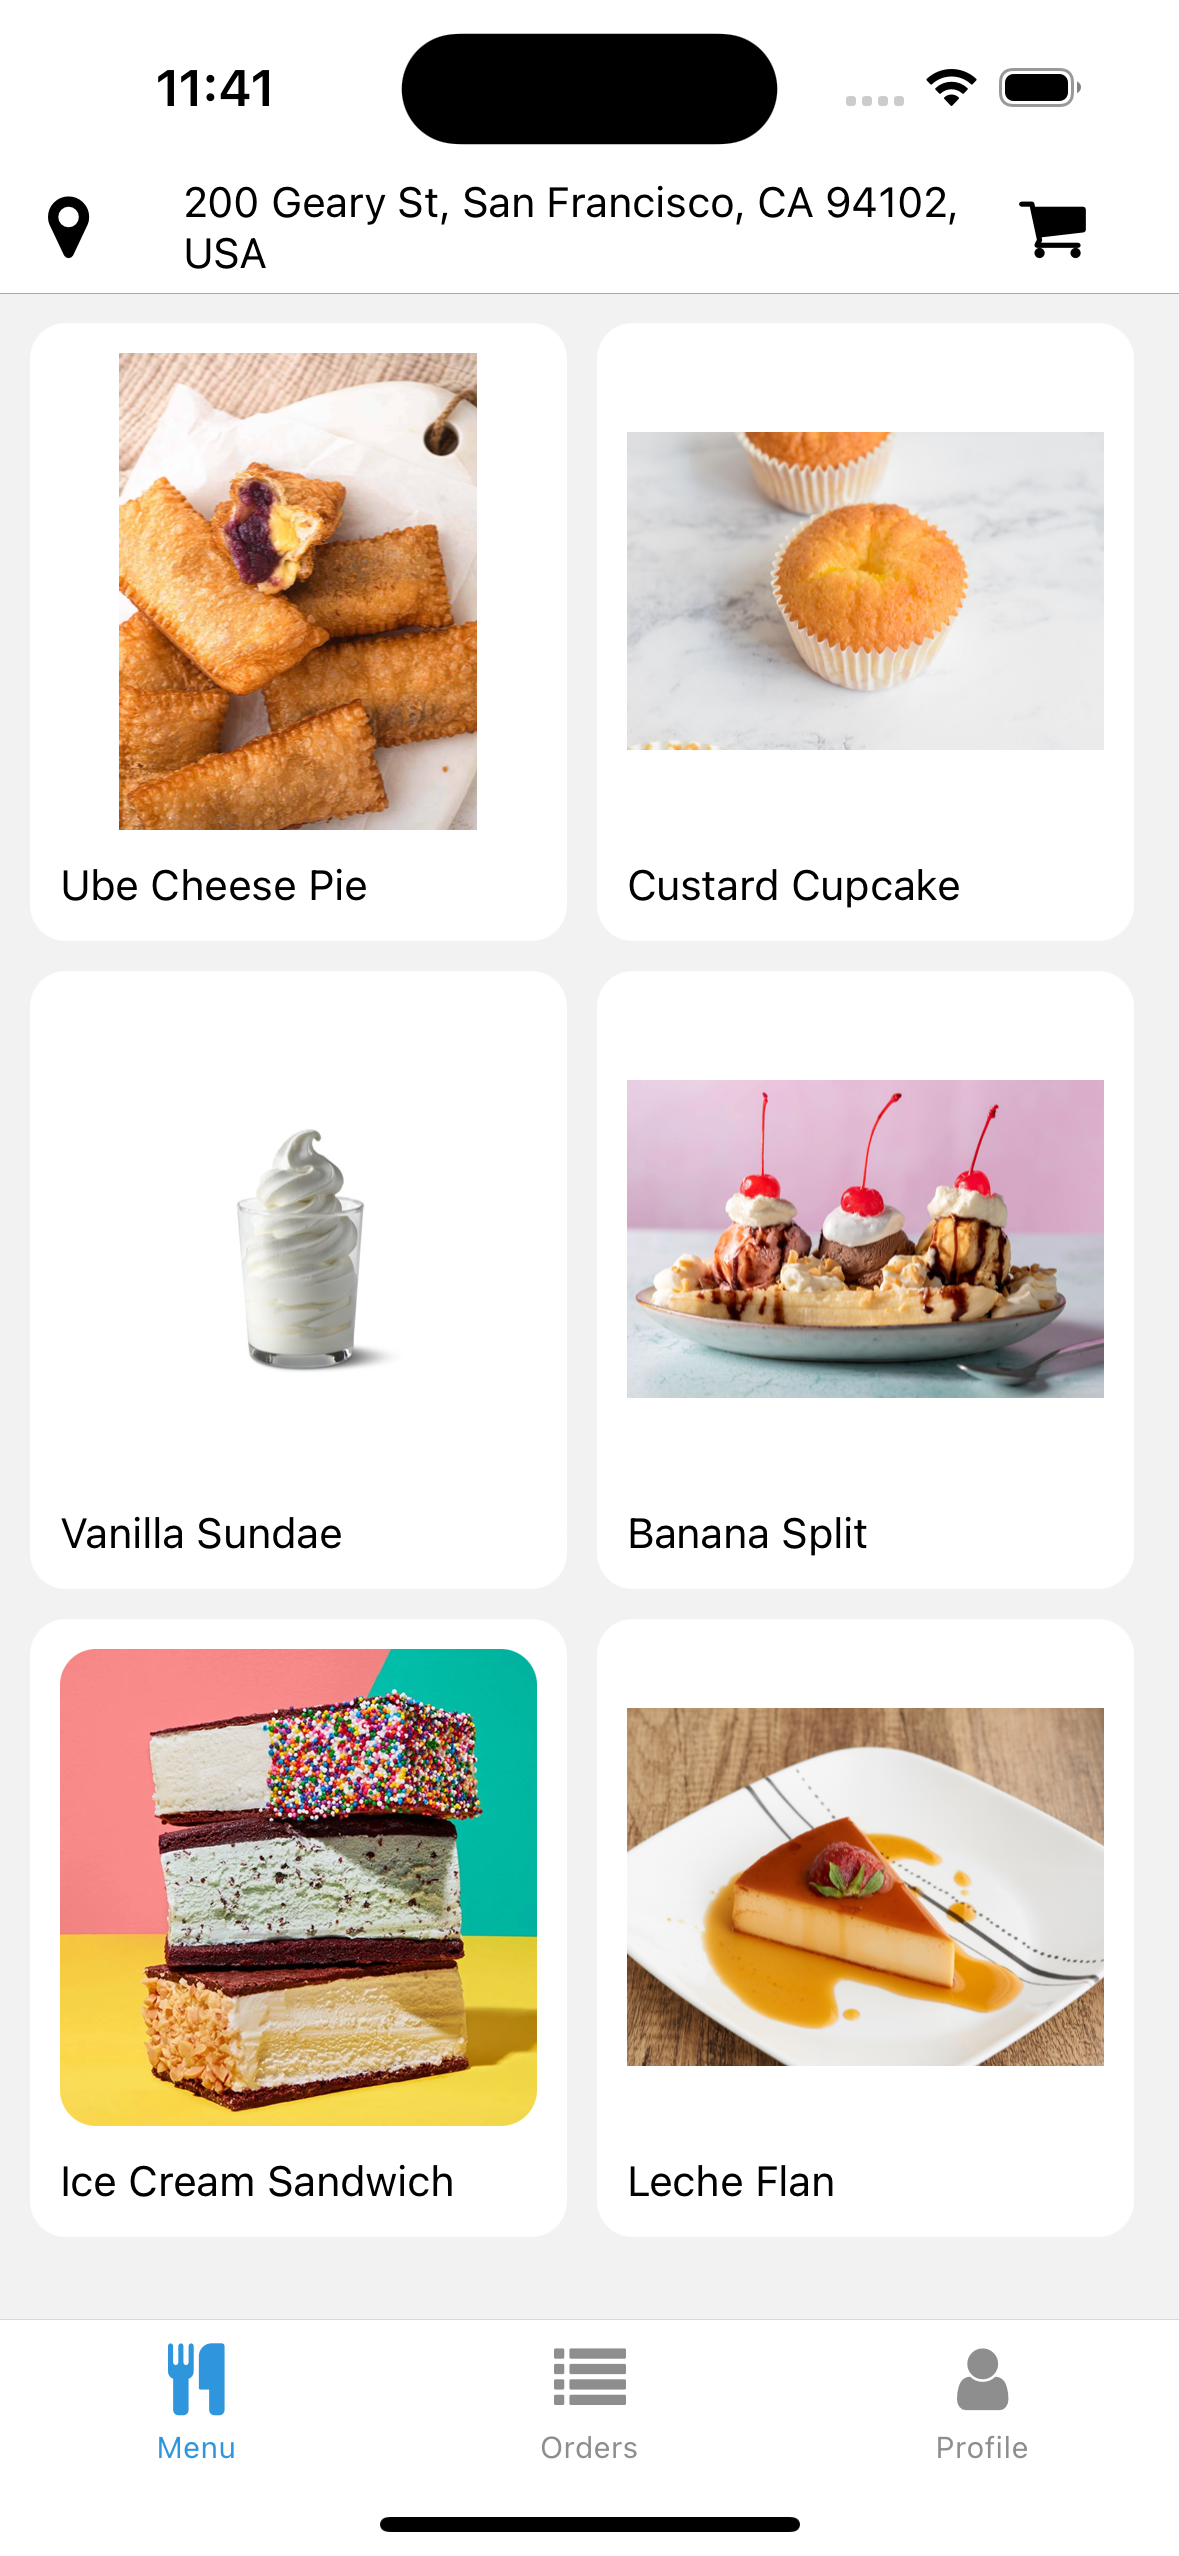 11:41
200 Geary St, San Francisco, CA 94102,
USA
Ube Cheese Pie
Custard Cupcake
Vanilla Sundae
Banana Split
Ice Cream Sandwich
Leche Flan
Menu
Orders
Profile